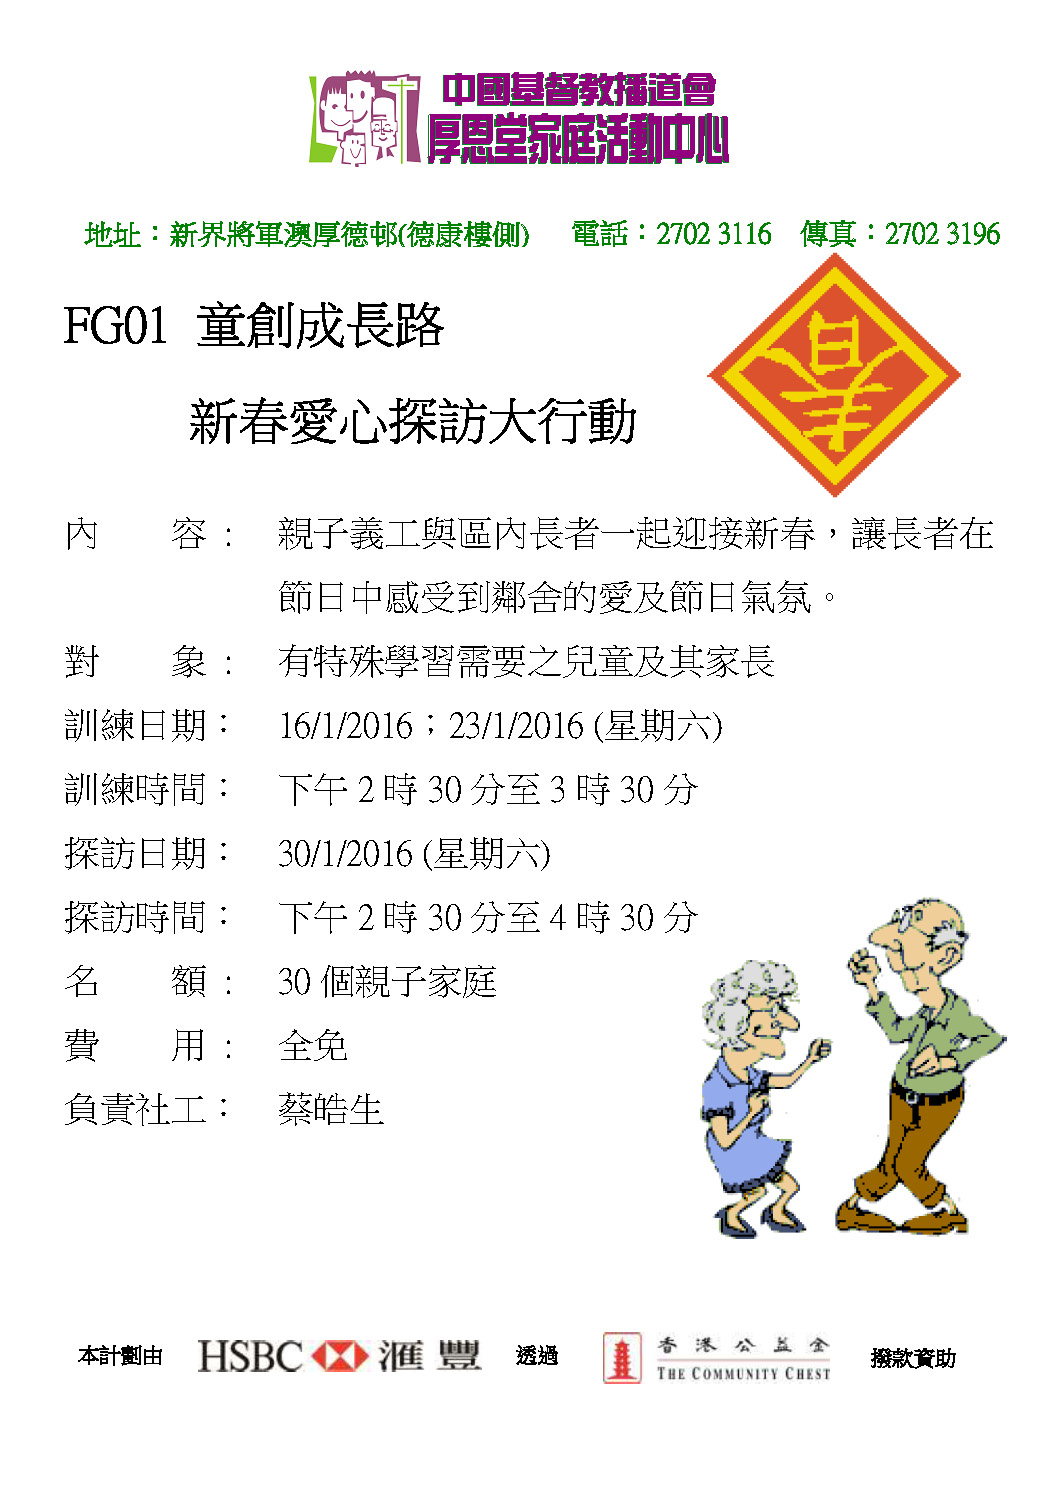 中國基督教播道會
厚恩堂家庭活動中心
地址：新界將軍澳厚德邨(德康樓側)　電話：2702 3116　傳真：2702 3196
FG01 童創成長路
新春愛心探訪大行動
春
內　　容 : 親子義工與區內長者一起迎接新春，讓長者在
節日中感受到鄰舍的愛及節日氣氛。
對　　象 : 有特殊學習需要之兒童及其家長
訓練日期： 16/1/2016；23/1/2016 (星期六)
訓練時間： 下午 2 時 30 分至 3 時 30 分
探訪日期： 30/1/2016 (星期六)
探訪時間： 下午 2 時 30 分至 4 時 30 分
名　　額 : 30 個親子家庭
費　　用 : 全免
負責社工： 蔡皓生
本計劃由 HSBC 滙豐 透過 香港公益金 THE COMMUNITY CHEST 撥款資助